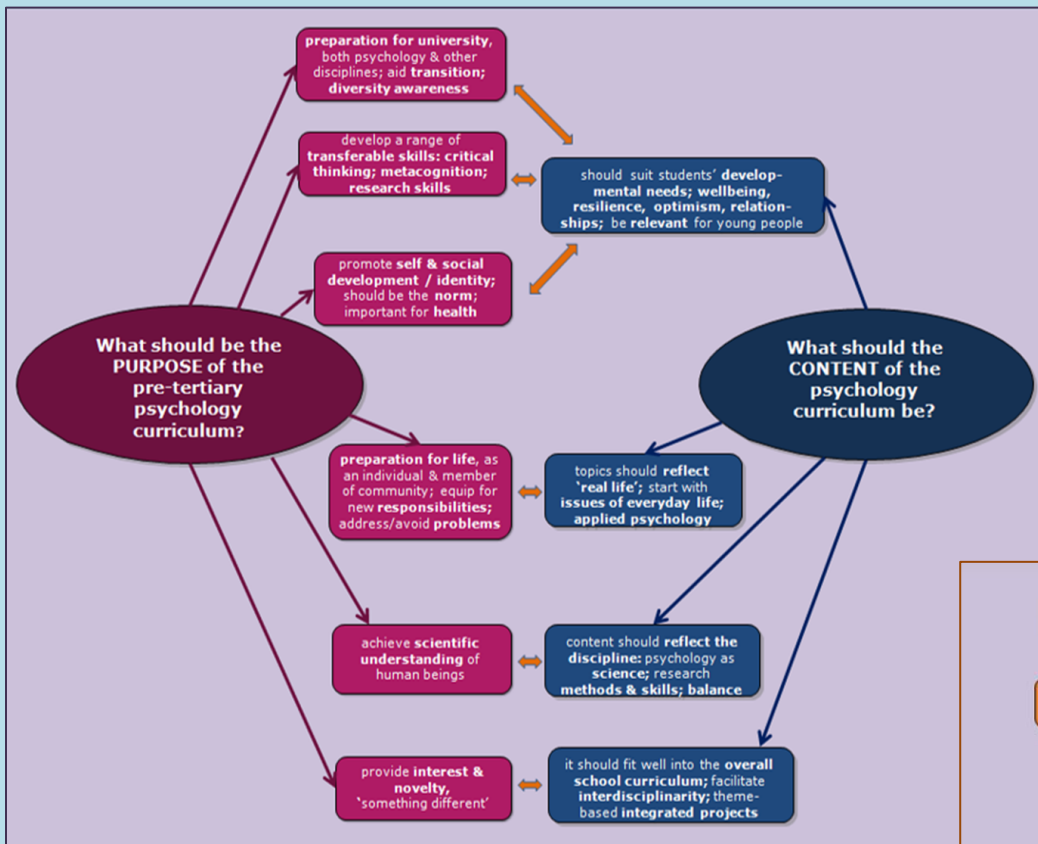 preparation for university,
both psychology & other
disciplines; aid transition;
diversity awareness
develop a range of
transferable skills: critical
thinking; metacognition;
research skills
should suit students' develop-
mental needs; wellbeing,
resilience, optimism, relation-
ships; be relevant for young people
promote self & social
development / identity;
should be the norm;
important for health
What should be the
PURPOSE of the
pre-tertiary
psychology
curriculum?
What should the
CONTENT of the
psychology
curriculum be?
preparation for life, as
an individual & member
of community; equip for
new responsibilities;
address/avoid problems
topics should reflect
'real life'; start with
issues of everyday life;
applied psychology
achieve scientific
understanding of
human beings
content should reflect the
discipline: psychology as
science; research
methods & skills; balance
provide interest &
novelty,
'something different'
it should fit well into the overall
school curriculum; facilitate
interdisciplinarity; theme-
based integrated projects